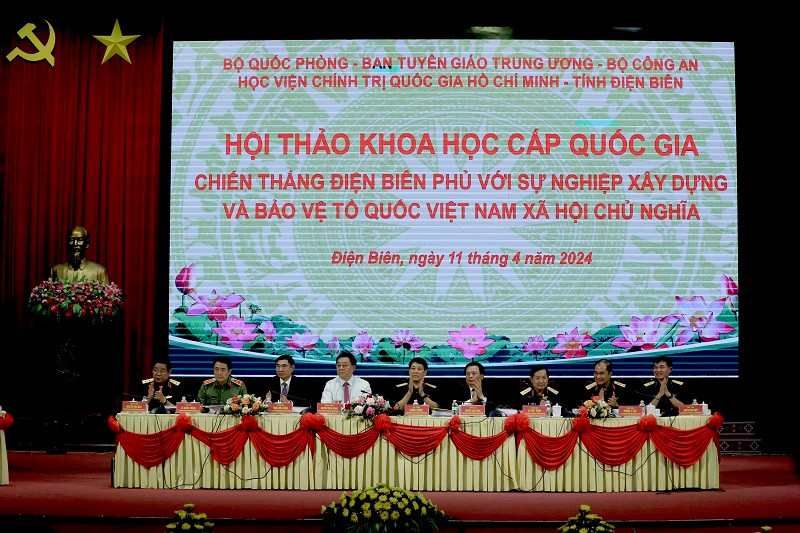 BỘ QUỐC PHÒNG - BAN TUYÊN GIÁO TRUNG ƯƠNG - BỘ CÔNG AN
HỌC VIỆN CHÍNH TRỊ QUỐC GIA HỒ CHÍ MINH - TỈNH ĐIỆN BIÊN
HỘI THẢO KHOA HỌC CẤP QUỐC GIA
CHIẾN THẮNG ĐIỆN BIÊN PHỦ VỚI SỰ NGHIỆP XÂY DỰNG
VÀ BẢO VỆ TỔ QUỐC VIỆT NAM XÃ HỘI CHỦ NGHĨA
Điện Biên, ngày 11 tháng 4 năm 2024